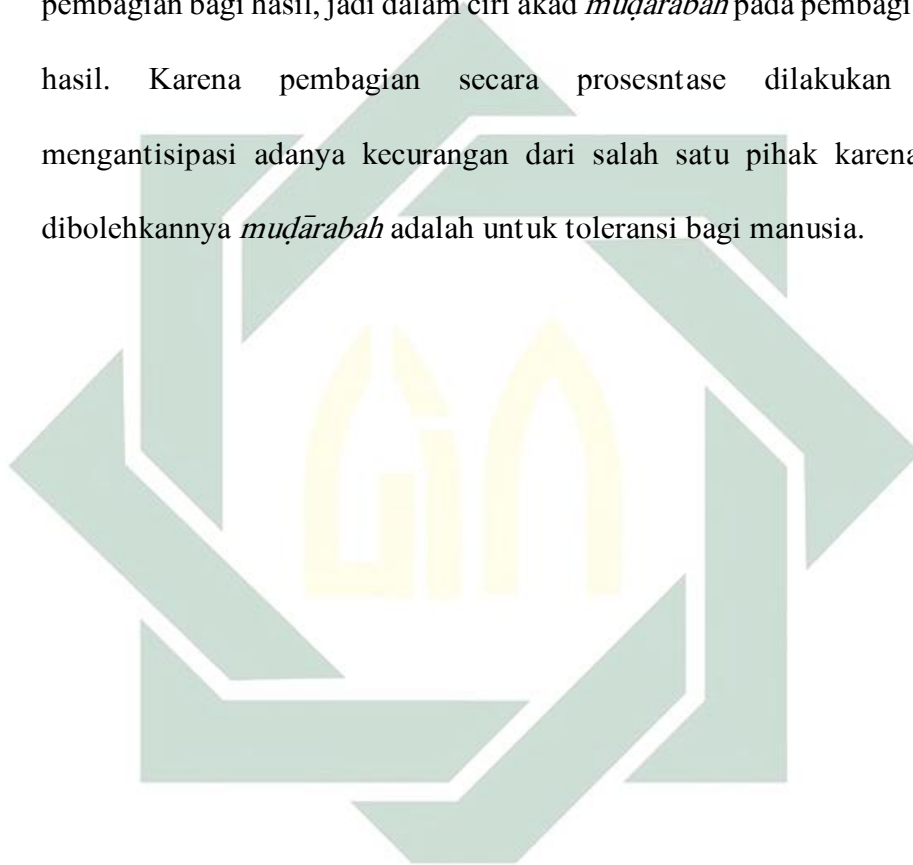 pembagian bagi hasil, jadi dalam ciri akad muḍārabah pada pembagi
hasil. Karena pembagian secara prosesntase dilakukan
mengantisipasi adanya kecurangan dari salah satu pihak karena
dibolehkannya muḍārabah adalah untuk toleransi bagi manusia.